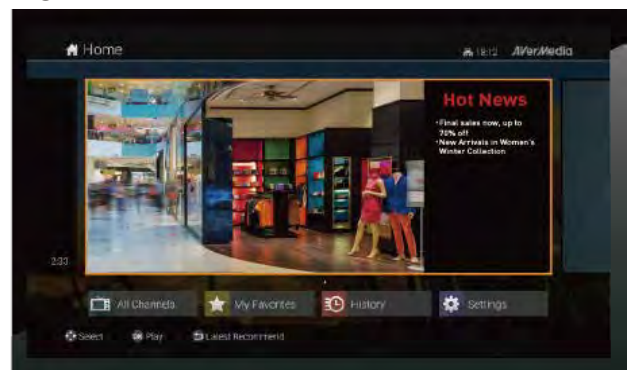 Home
18:12 AVerMedia
Hot News
•Final sales now, up to
70% off
•New Arrivals in Women's
Winter Collection
2:33
All Channels My Favorites History Settings
Select OK Play Latest Recommend